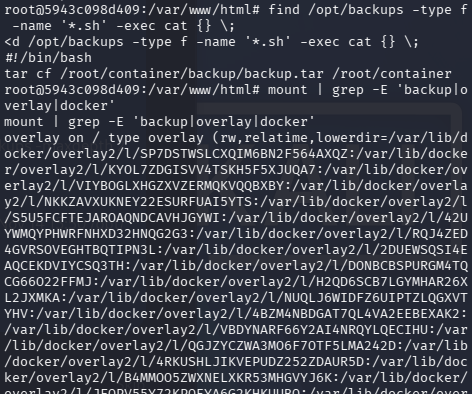 root@5943c098d409:/var/www/html# find /opt/backups -type f
 -name '*.sh' -exec cat {} \;
<d /opt/backups -type f -name '*.sh' -exec cat {} \;
#!/bin/bash
tar cf /root/container/backup/backup.tar /root/container
root@5943c098d409:/var/www/html# mount | grep -E 'backup|o
verlay|docker'
mount | grep -E 'backup|overlay|docker'
overlay on / type overlay (rw,relatime,lowerdir=/var/lib/d
ocker/overlay2/l/SP7DSTWSLCXQIM6BN2F564AXQZ:/var/lib/docke
r/overlay2/l/KYOL7ZDGISVV4TSKH5F5XJUQA7:/var/lib/docker/ov
erlay2/l/VIYBOGLXHGZXVZERMQKVQQBXBY:/var/lib/docker/overla
y2/l/NKKZAVXUKNEY22ESURFUAI5YTS:/var/lib/docker/overlay2/l
/S5U5FCFTEJAROAQNDCAVHJGYWI:/var/lib/docker/overlay2/l/42U
YWMQYPHWRFNHXD32HNQG2G3:/var/lib/docker/overlay2/l/RQJ4ZED
4GVRSOVEGHTBQTIPN3L:/var/lib/docker/overlay2/l/2DUEWSQSI4E
AQCEKDVIYCSQ3TH:/var/lib/docker/overlay2/l/DONBCBSPURGM4TQ
CG66O22FFMJ:/var/lib/docker/overlay2/l/H2QD6SCB7LGYMHAR26X
L2JXMKA:/var/lib/docker/overlay2/l/NUQLJ6WIDFZ6UIPTZLQGXVT
YHV:/var/lib/docker/overlay2/l/4BZM4NBDGAT7QL4VA2EEBEXAK2:
/var/lib/docker/overlay2/l/VBDYNARF66Y2AI4NRQYLQECIHU:/var
/lib/docker/overlay2/l/QGJZYCZWA3MO6F7OTF5LMA242D:/var/lib
/docker/overlay2/l/4RKUSHLJIKVEPUDZ252ZDAUR5D:/var/lib/doc
ker/overlay2/l/B4MMOO5ZWXNELXKR53MHGVYJ6K:/var/lib/docker/